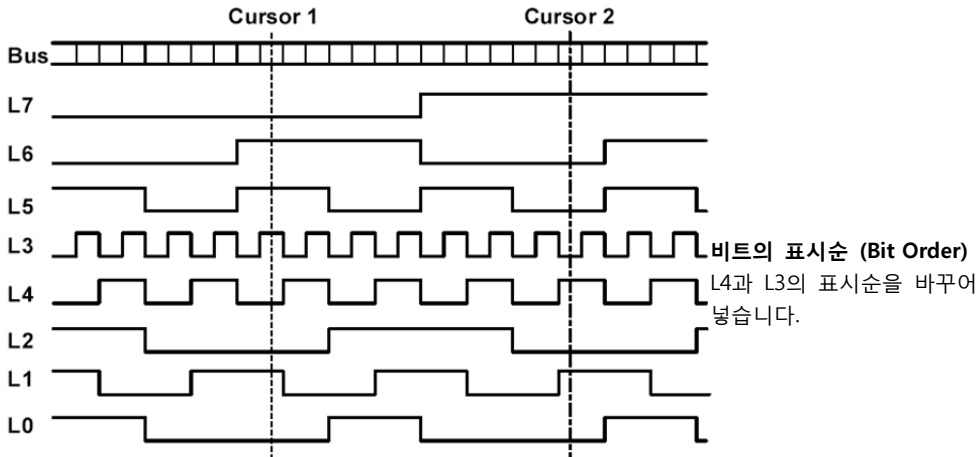 Cursor 1 Cursor 2
Bus
L7
L6
L5
L3
L4
L2
L1
L0
비트의 표시순 (Bit Order)
L4과 L3의 표시순을 바꾸어
넣습니다.